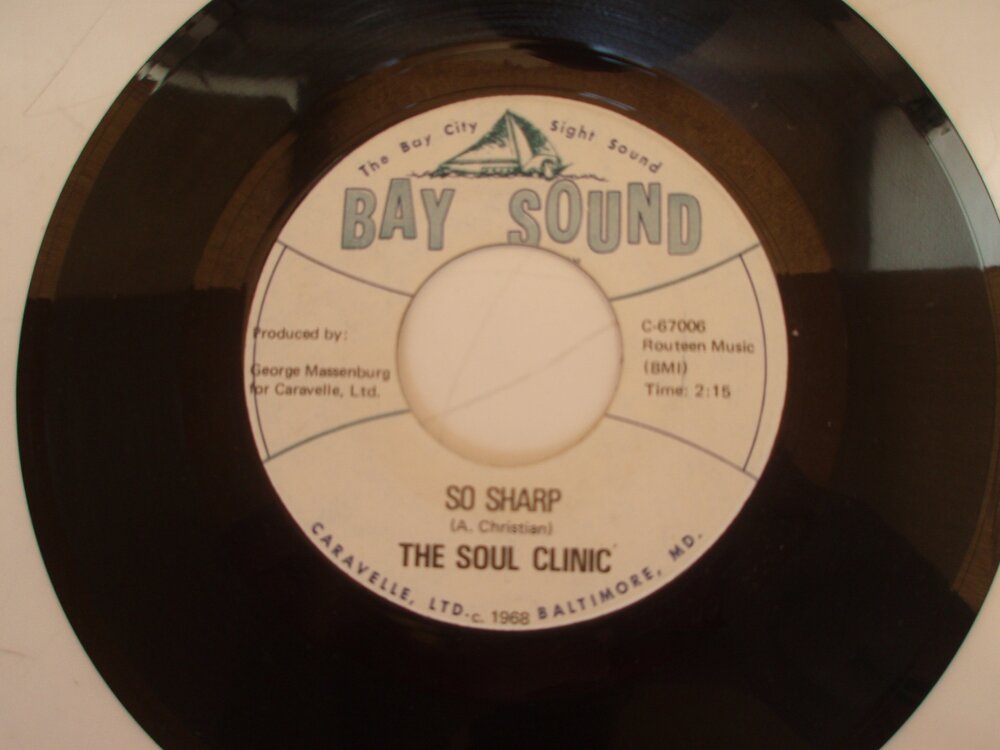 The Bay City Sight Sound
BAY SOUND
Produced by:
George Massenburg
for Caravelle, Ltd.
C-67006
Routeen Music
(BMI)
Time: 2:15
SO SHARP
(A. Christian)
THE SOUL CLINIC
CARAVELLE, LTD. c. 1968 BALTIMORE, MD.